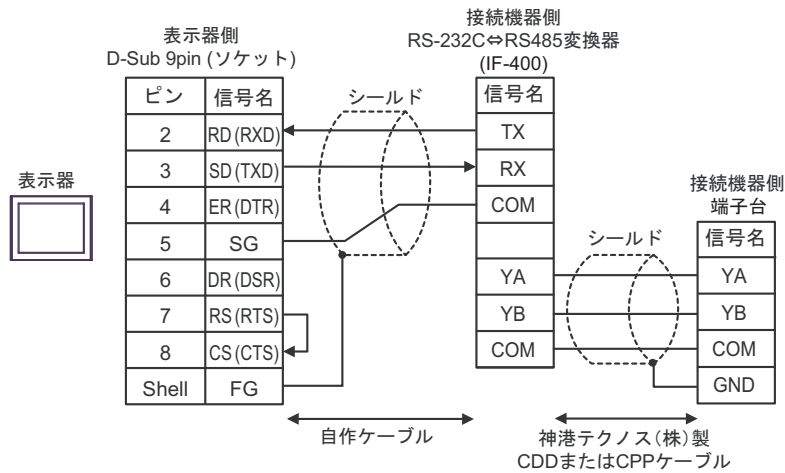 表示器側
D-Sub 9pin (ソケット)
接続機器側
RS-232C⇔RS485変換器
(IF-400)
ピン 信号名
2 RD (RXD)
3 SD (TXD)
4 ER (DTR)
5 SG
6 DR (DSR)
7 RS (RTS)
8 CS (CTS)
Shell FG
表示器
シールド
信号名
TX
RX
COM
YA
YB
COM
シールド
接続機器側
端子台
信号名
YA
YB
COM
GND
自作ケーブル
神港テクノス(株)製
CDDまたはCPPケーブル